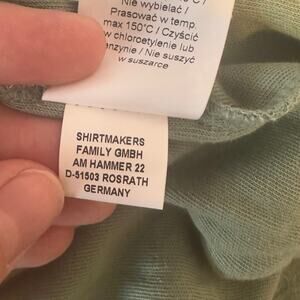 Nie wybielać /
Prasować w temp.
max 150°C / Czyścić
w chloroetylenie lub
benzynie / Nie suszyć
w suszarce
SHIRTMAKERS
FAMILY GMBH
AM HAMMER 22
D-51503 ROSRATH
GERMANY